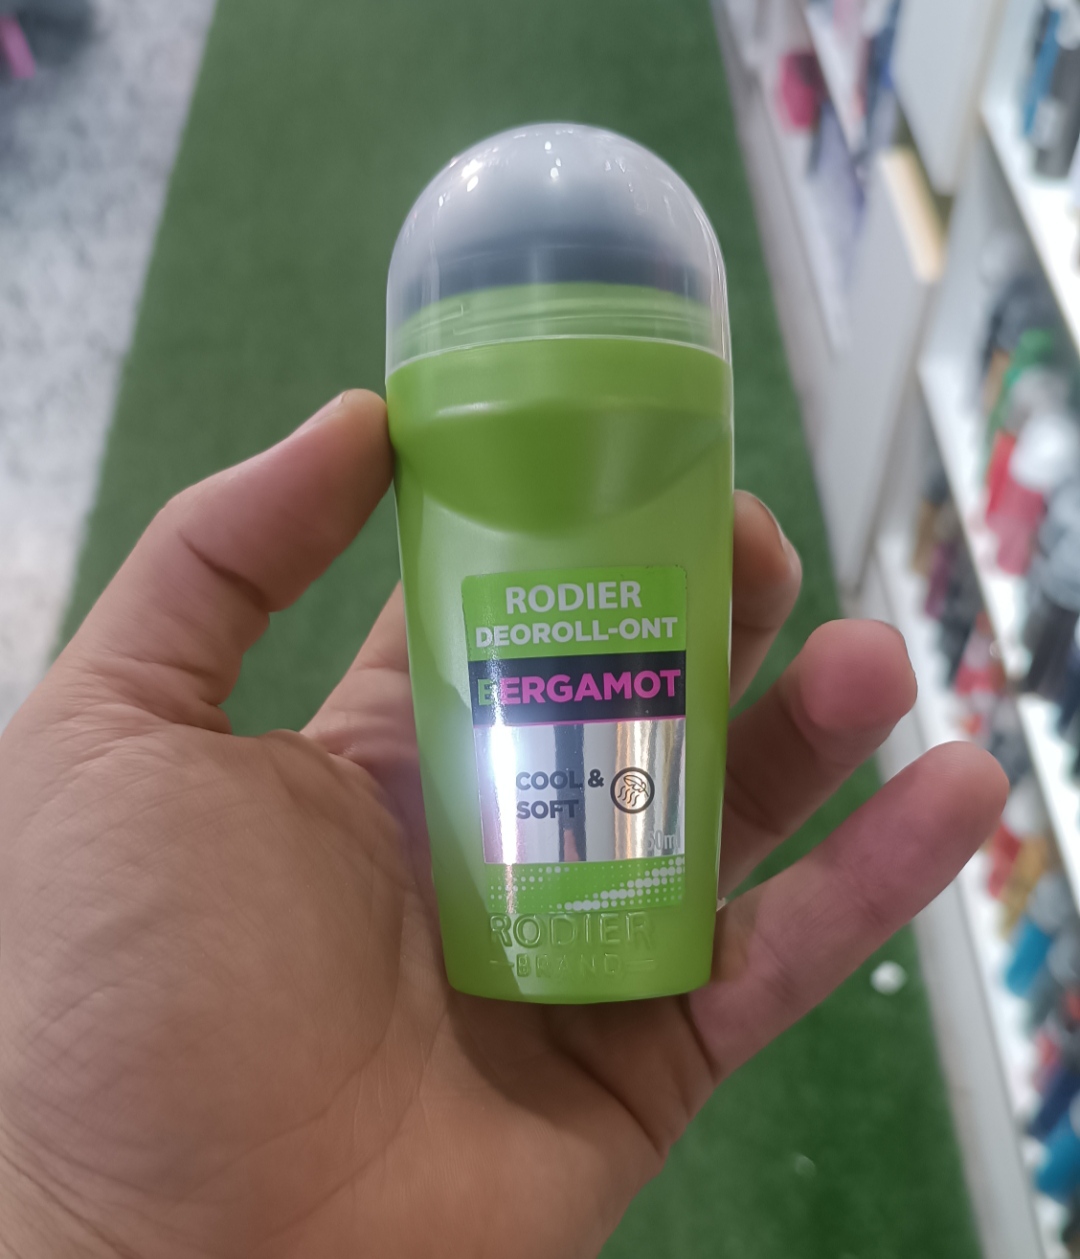 RODIER
DEOROLL-ONT
BERGAMOT
COOL &
SOFT
50ml
RODIER
BRAND